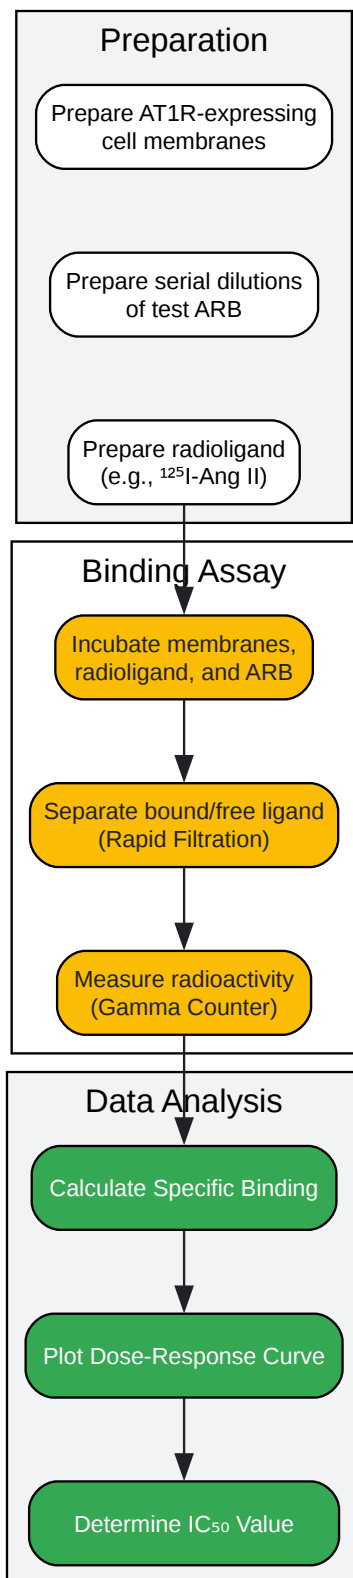 Preparation
Prepare AT1R-expressing
cell membranes
Prepare serial dilutions
of test ARB
Prepare radioligand
(e.g., ¹²⁵I-Ang II)
Binding Assay
Incubate membranes,
radioligand, and ARB
Separate bound/free ligand
(Rapid Filtration)
Measure radioactivity
(Gamma Counter)
Data Analysis
Calculate Specific Binding
Plot Dose-Response Curve
Determine IC₅₀ Value